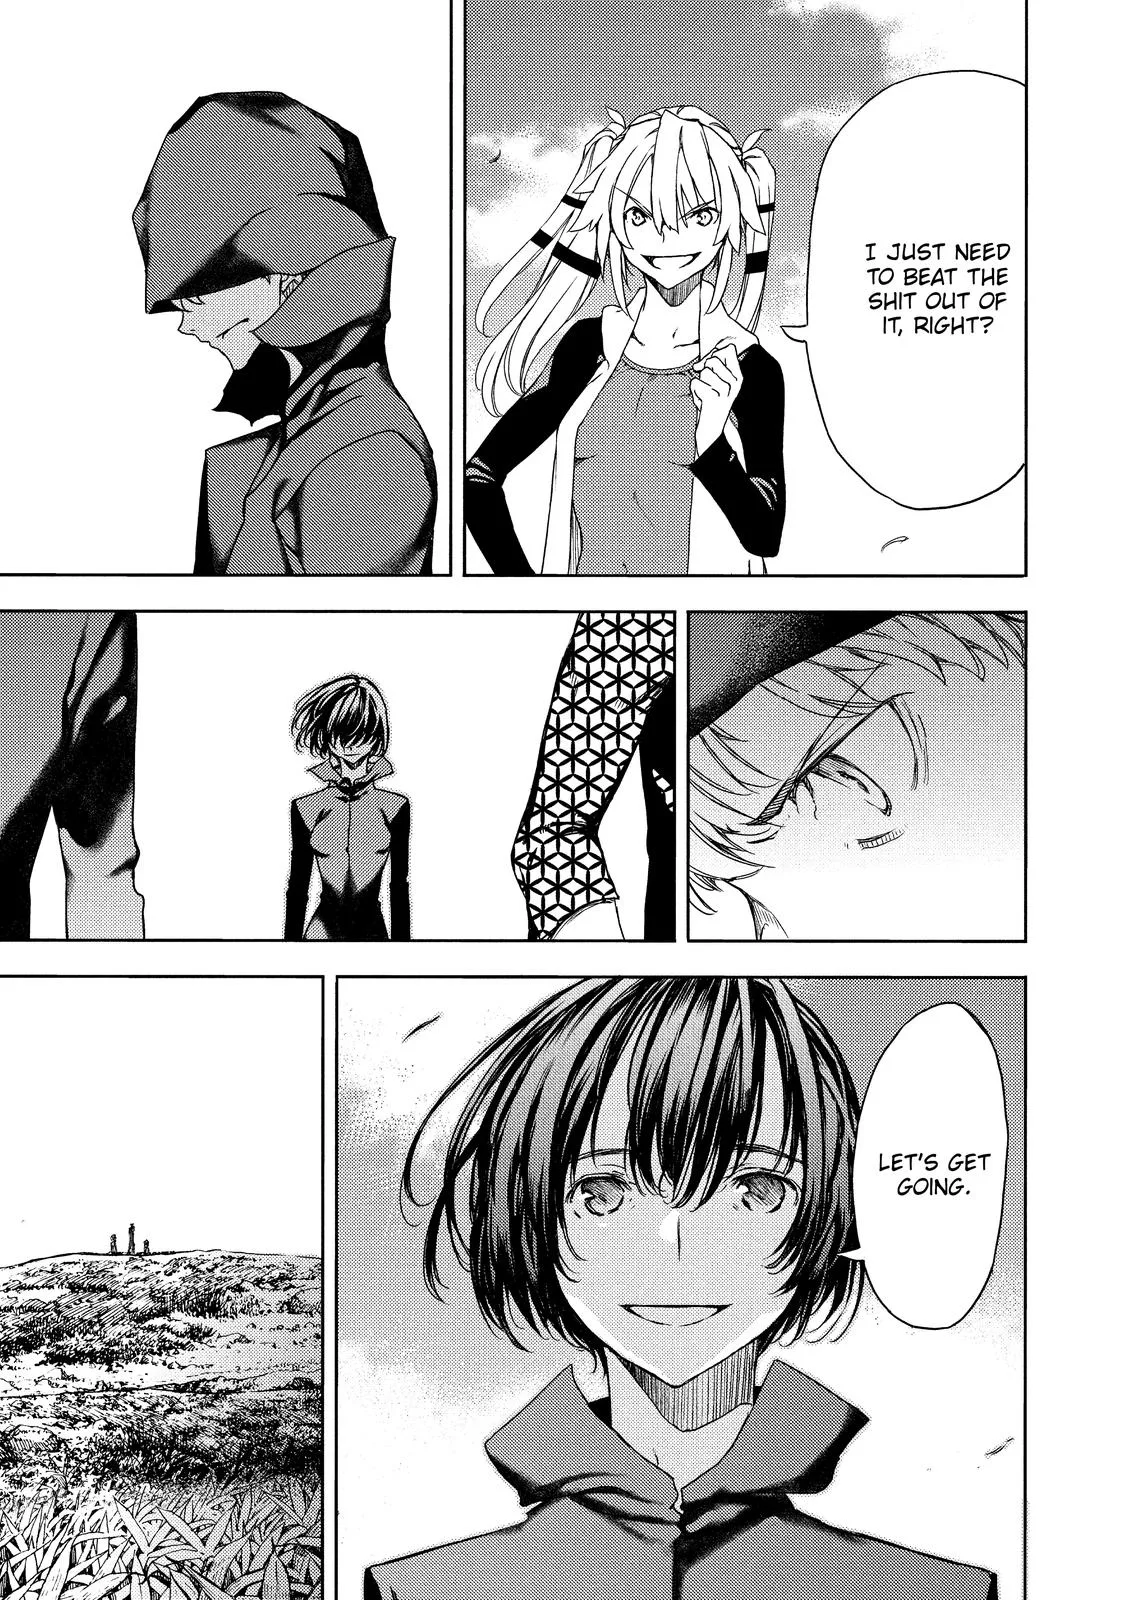 I JUST NEED
TO BEAT THE
SHIT OUT OF
IT, RIGHT?
LET'S GET
GOING.